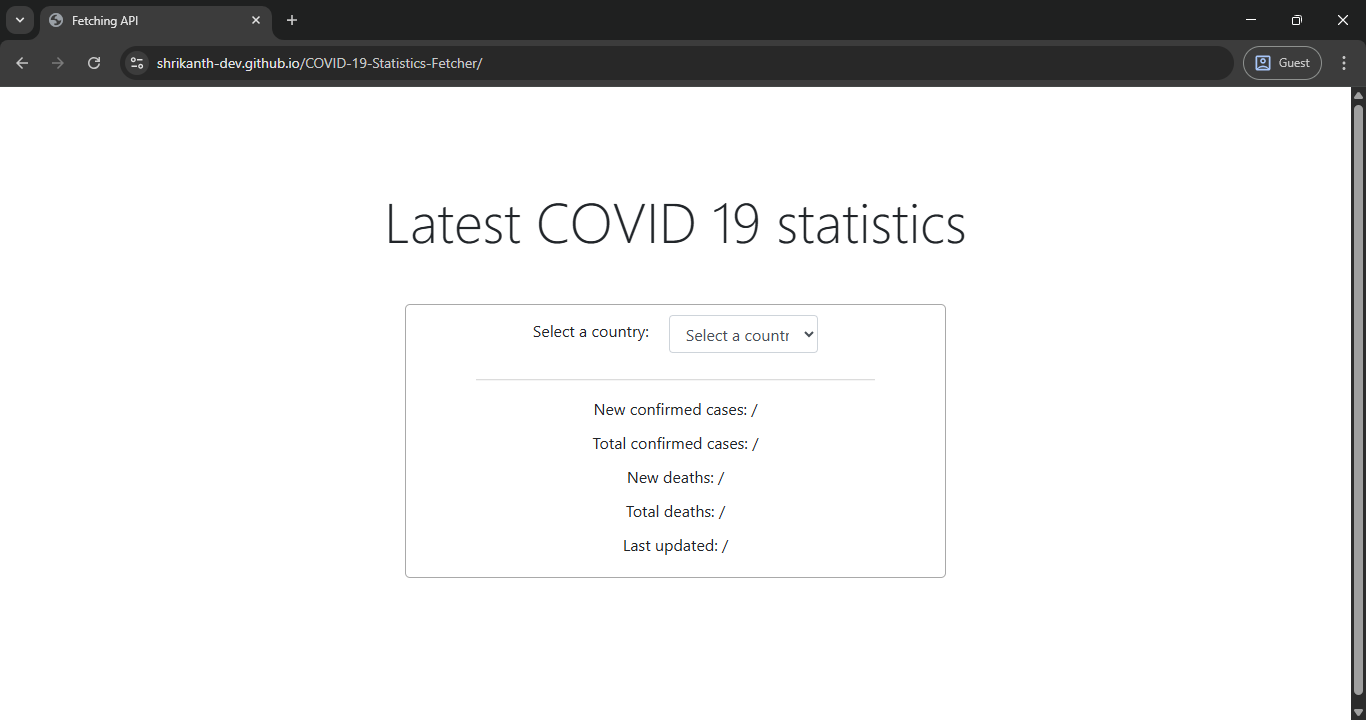 Fetching API
shrikanth-dev.github.io/COVID-19-Statistics-Fetcher/
Guest
Latest COVID 19 statistics
Select a country: Select a countr
New confirmed cases: /
Total confirmed cases: /
New deaths: /
Total deaths: /
Last updated: /